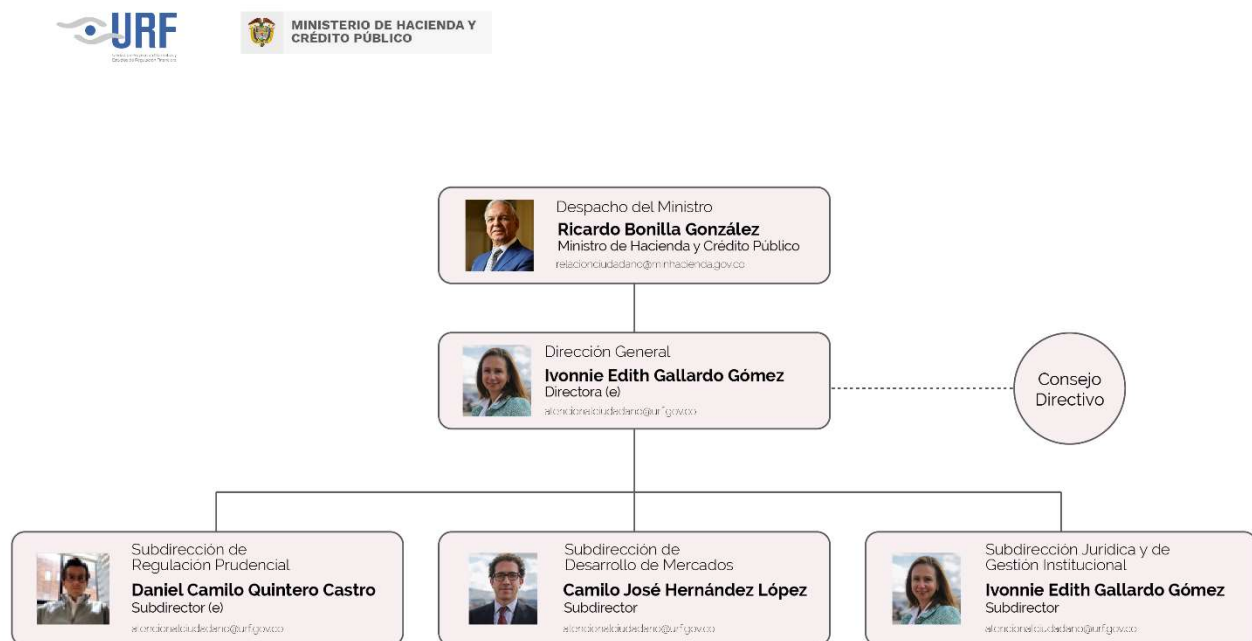 URF
MINISTERIO DE HACIENDA Y
CRÉDITO PÚBLICO
Despacho del Ministro
Ricardo Bonilla González
Ministro de Hacienda y Crédito Público
relacionciudadano@minhacienda.gov.co
Dirección General
Ivonnie Edith Gallardo Gómez
Directora (e)
atencionalciudadano@urf.gov.co
Consejo
Directivo
Subdirección de
Regulación Prudencial
Daniel Camilo Quintero Castro
Subdirector (e)
atencionalciudadano@urf.gov.co
Subdirección de
Desarrollo de Mercados
Camilo José Hernández López
Subdirector
atencionalciudadano@urf.gov.co
Subdirección Jurídica y de
Gestión Institucional
Ivonnie Edith Gallardo Gómez
Subdirector
atencionalciudadano@urf.gov.co